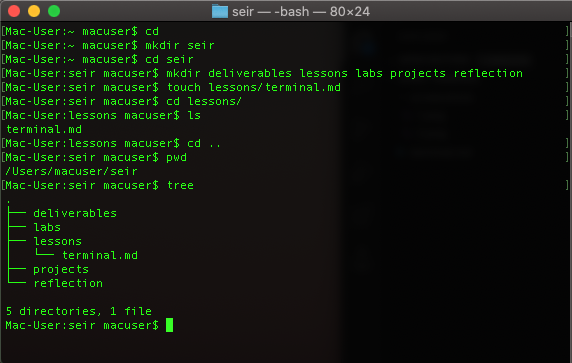 seir — -bash — 80×24
[Mac-User:~ macuser$ cd ]
[Mac-User:~ macuser$ mkdir seir ]
[Mac-User:~ macuser$ cd seir ]
[Mac-User:seir macuser$ mkdir deliverables lessons labs projects reflection ]
[Mac-User:seir macuser$ touch lessons/terminal.md ]
[Mac-User:seir macuser$ cd lessons/ ]
[Mac-User:lessons macuser$ ls ]
terminal.md
[Mac-User:lessons macuser$ cd .. ]
[Mac-User:seir macuser$ pwd ]
/Users/macuser/seir
[Mac-User:seir macuser$ tree ]
.
├── deliverables
├── labs
├── lessons
│   └── terminal.md
├── projects
└── reflection
5 directories, 1 file
Mac-User:seir macuser$